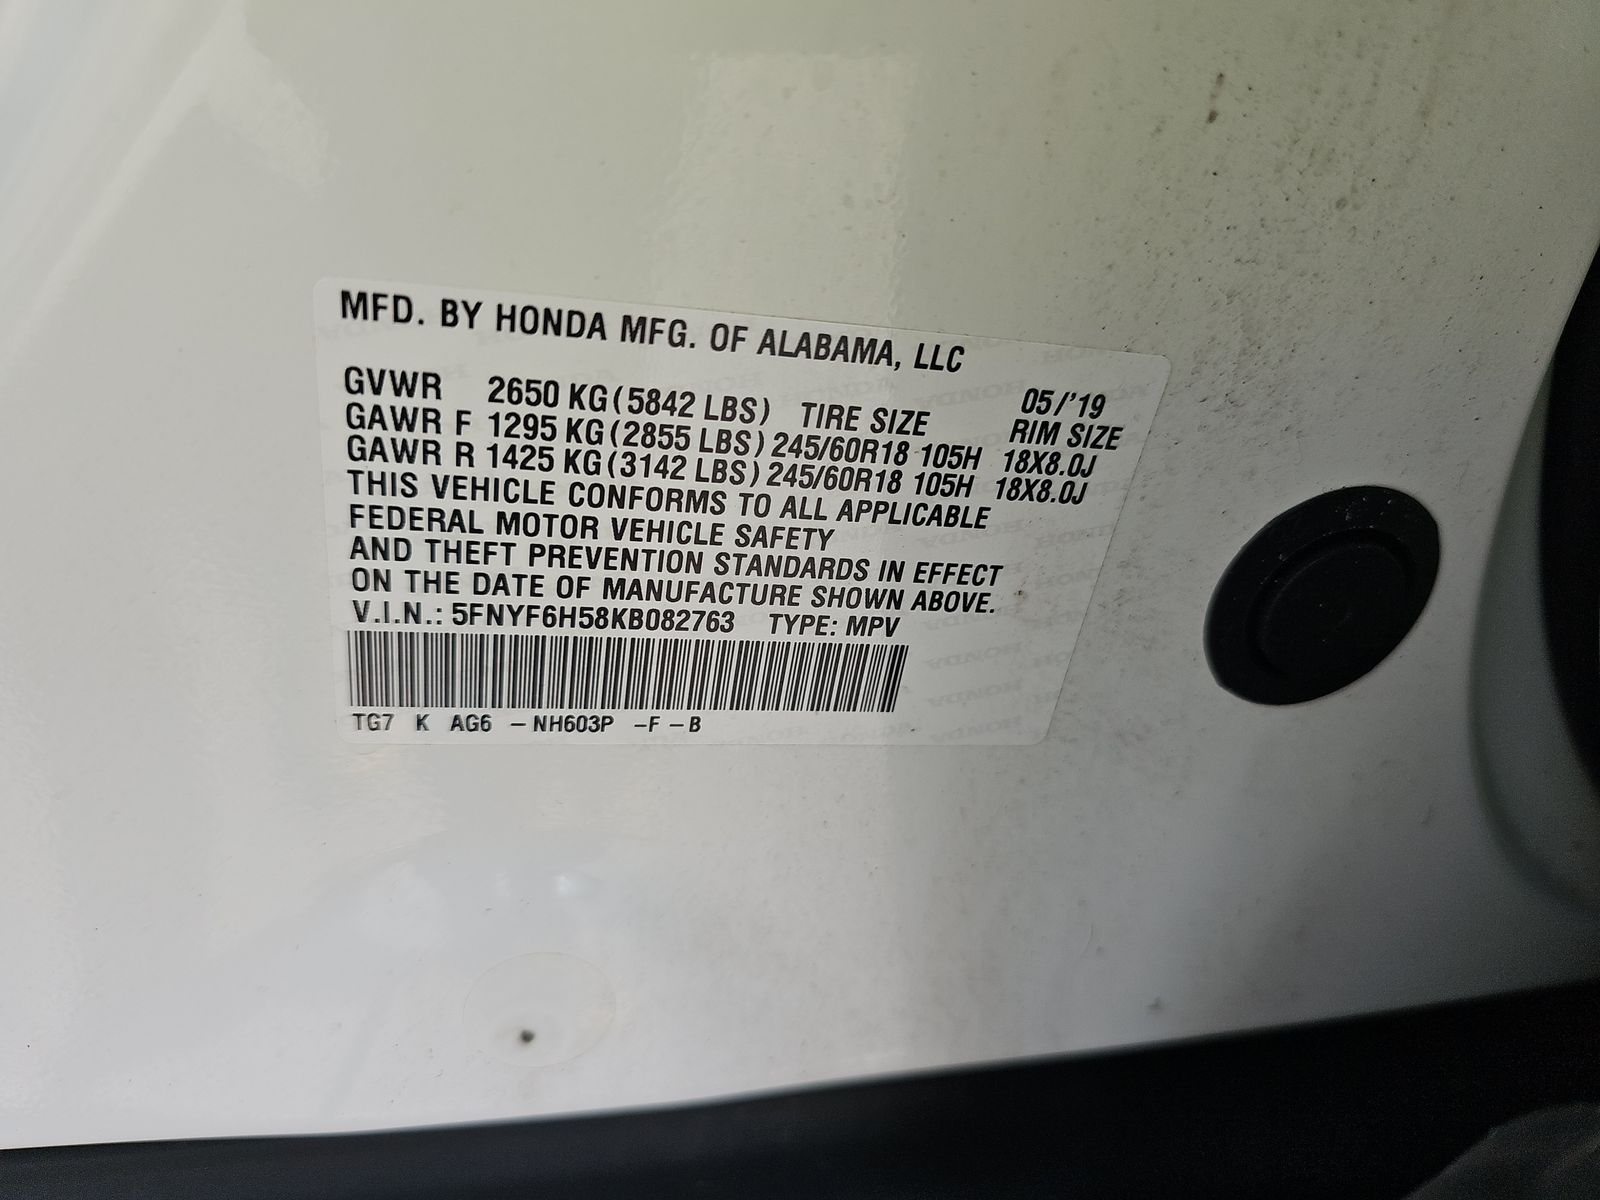 MFD. BY HONDA MFG. OF ALABAMA, LLC
05/'19
GVWR 2650 KG (5842 LBS) TIRE SIZE RIM SIZE
GAWR F 1295 KG (2855 LBS) 245/60R18 105H 18X8.0J
GAWR R 1425 KG (3142 LBS) 245/60R18 105H 18X8.0J
THIS VEHICLE CONFORMS TO ALL APPLICABLE
FEDERAL MOTOR VEHICLE SAFETY
AND THEFT PREVENTION STANDARDS IN EFFECT
ON THE DATE OF MANUFACTURE SHOWN ABOVE.
V.I.N.: 5FNYF6H58KB082763 TYPE: MPV
TG7 K AG6 – NH603P –F – B